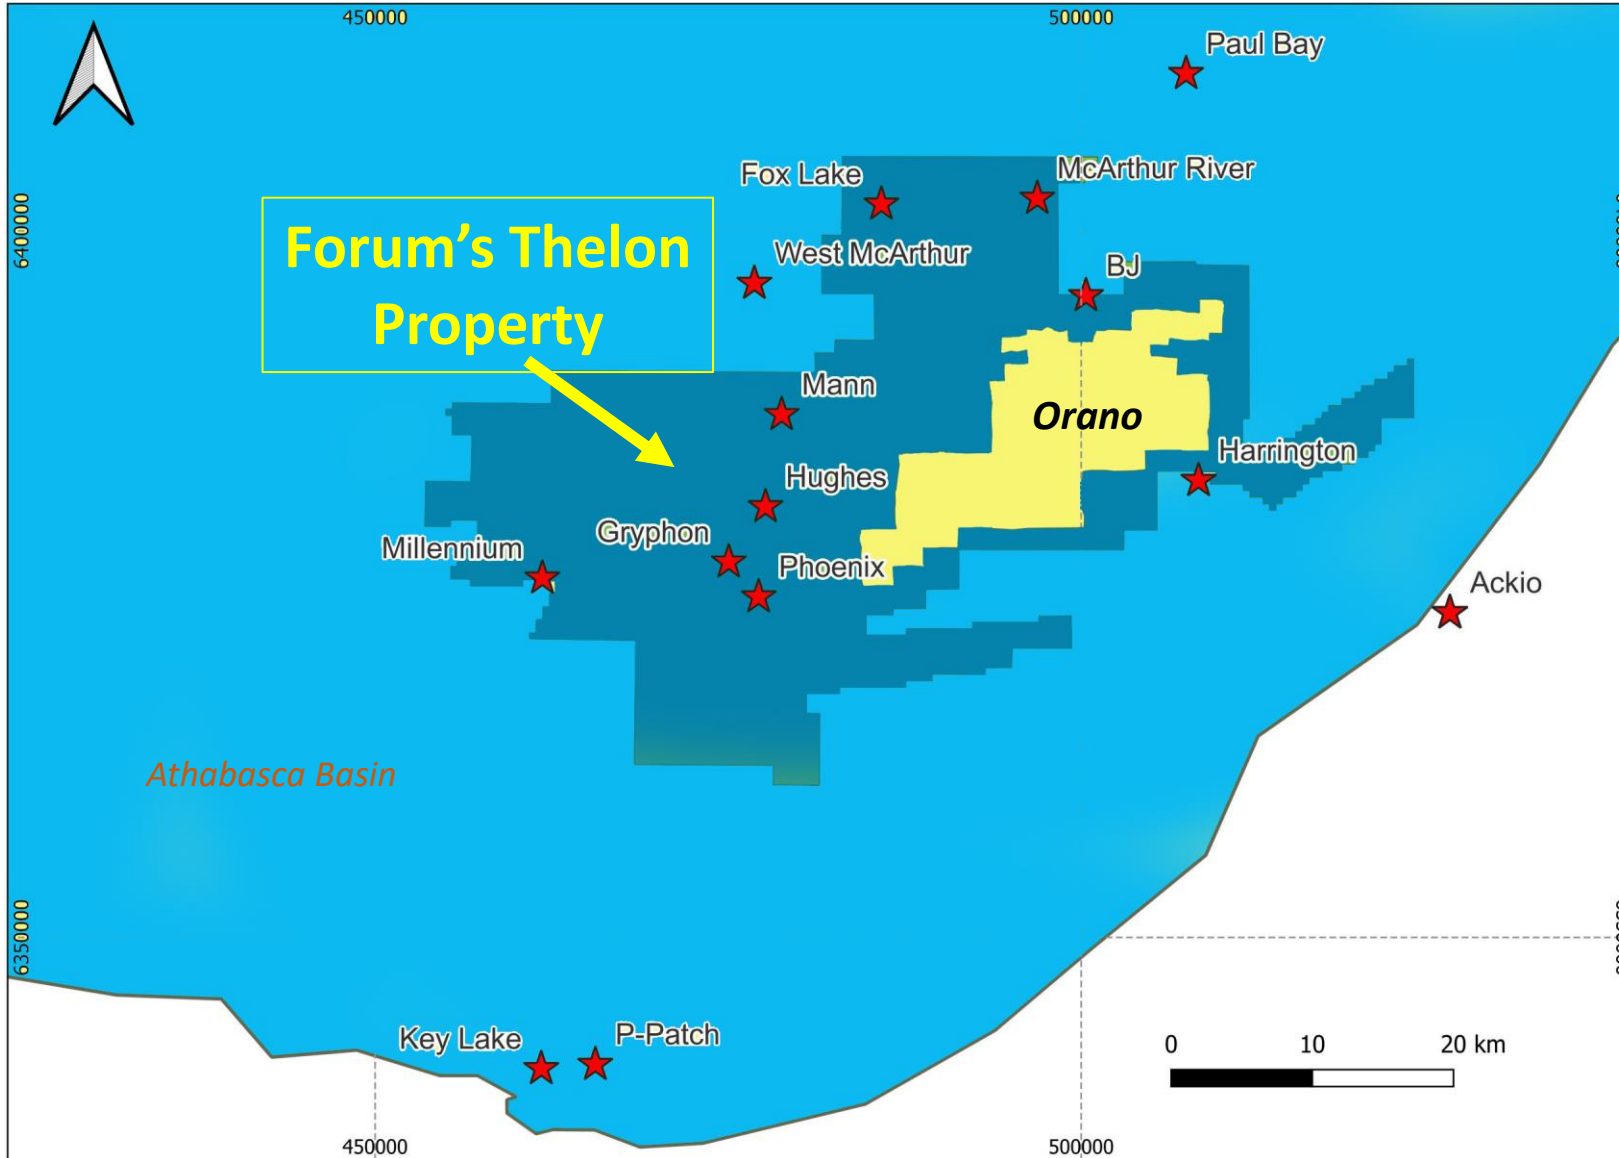 450000
500000
Paul Bay
Fox Lake
McArthur River
6400000
Forum's Thelon
Property
West McArthur
BJ
Mann
Orano
Harrington
Hughes
Gryphon
Millennium
Phoenix
Ackio
Athabasca Basin
6350000
Key Lake
P-Patch
0 10 20 km
450000
500000